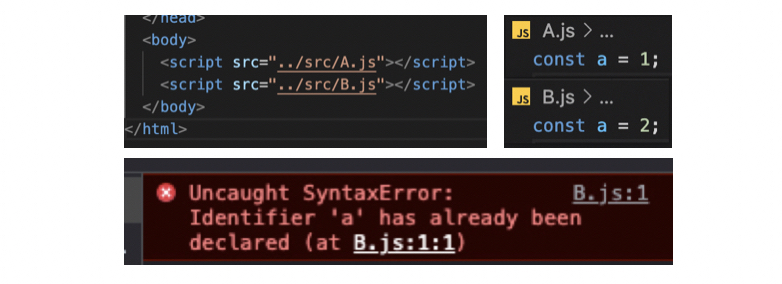 </head>
<body>
<script src="../src/A.js"></script>
<script src="../src/B.js"></script>
</body>
</html>
JS A.js > ...
const a = 1;
JS B.js > ...
const a = 2;
Uncaught SyntaxError: B.js:1
Identifier 'a' has already been
declared (at B.js:1:1)